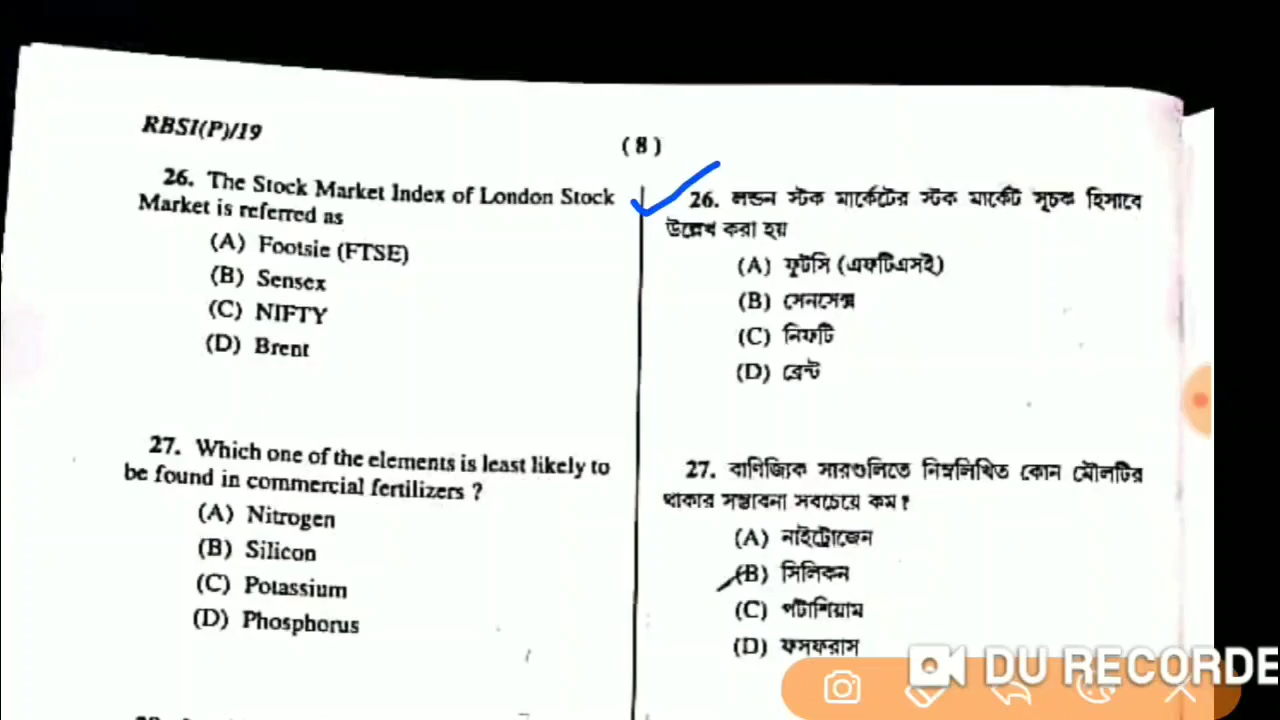 RBSI(P)/19
( 8 )
26. The Stock Market Index of London Stock
Market is referred as
(A) Footsie (FTSE)
(B) Sensex
(C) NIFTY
(D) Brent
27. Which one of the elements is least likely to
be found in commercial fertilizers ?
(A) Nitrogen
(B) Silicon
(C) Potassium
(D) Phosphorus
26. লন্ডন স্টক মার্কেটের স্টক মার্কেট সূচক হিসাবে
উল্লেখ করা হয়
(A) ফুটসি (এফটিএসই)
(B) সেনসেক্স
(C) নিফটি
(D) ব্রেন্ট
27. বাণিজ্যিক সারগুলিতে নিম্নলিখিত কোন মৌলটির
থাকার সম্ভাবনা সবচেয়ে কম ?
(A) নাইট্রোজেন
(B) সিলিকন
(C) পটাশিয়াম
(D) ফসফরাস
DU RECORDE